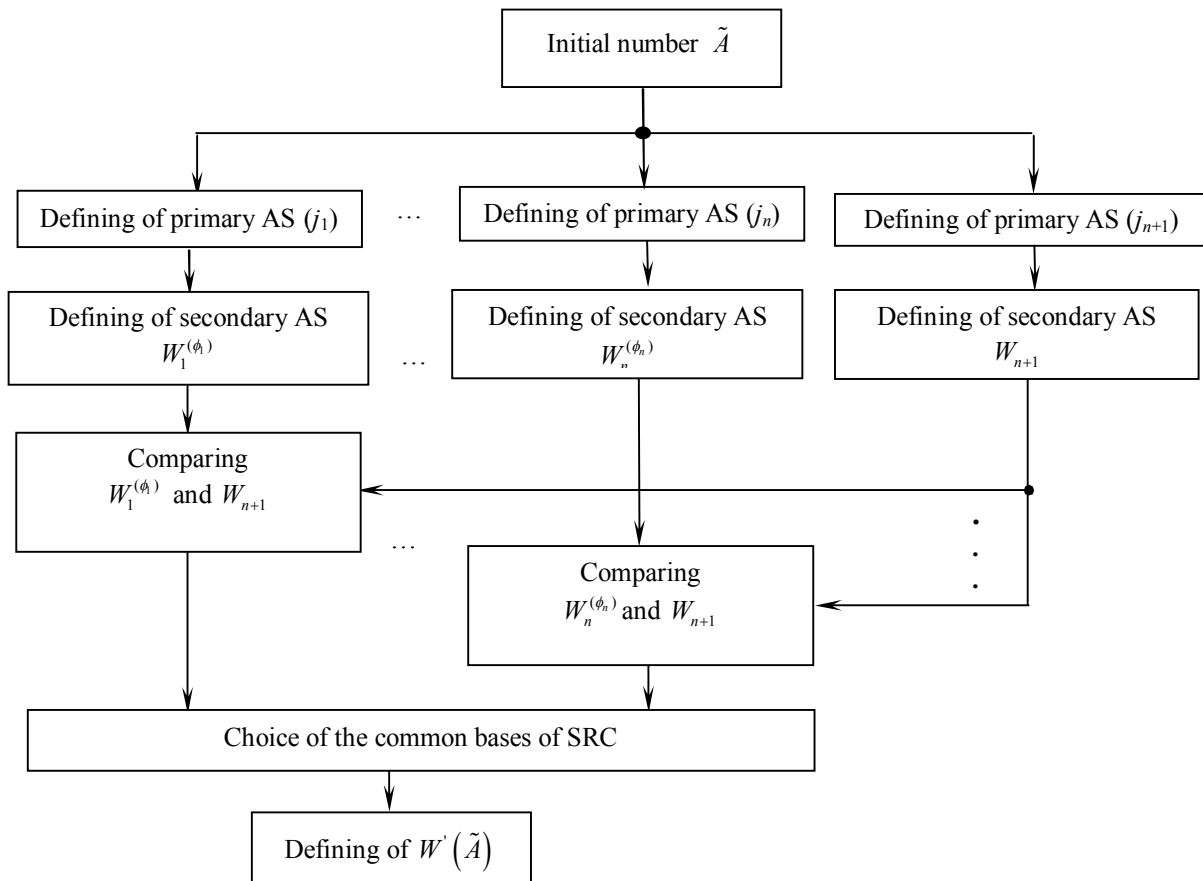 Initial number Ã
Defining of primary AS (j₁)
...
Defining of primary AS (jₙ)
Defining of primary AS (jₙ₊₁)
Defining of secondary AS
W₁^(ϕ₁)
...
Defining of secondary AS
Wₙ^(ϕₙ)
Defining of secondary AS
Wₙ₊₁
Comparing
W₁^(ϕ₁) and Wₙ₊₁
...
Comparing
Wₙ^(ϕₙ) and Wₙ₊₁
Choice of the common bases of SRC
Defining of W'(Ã)